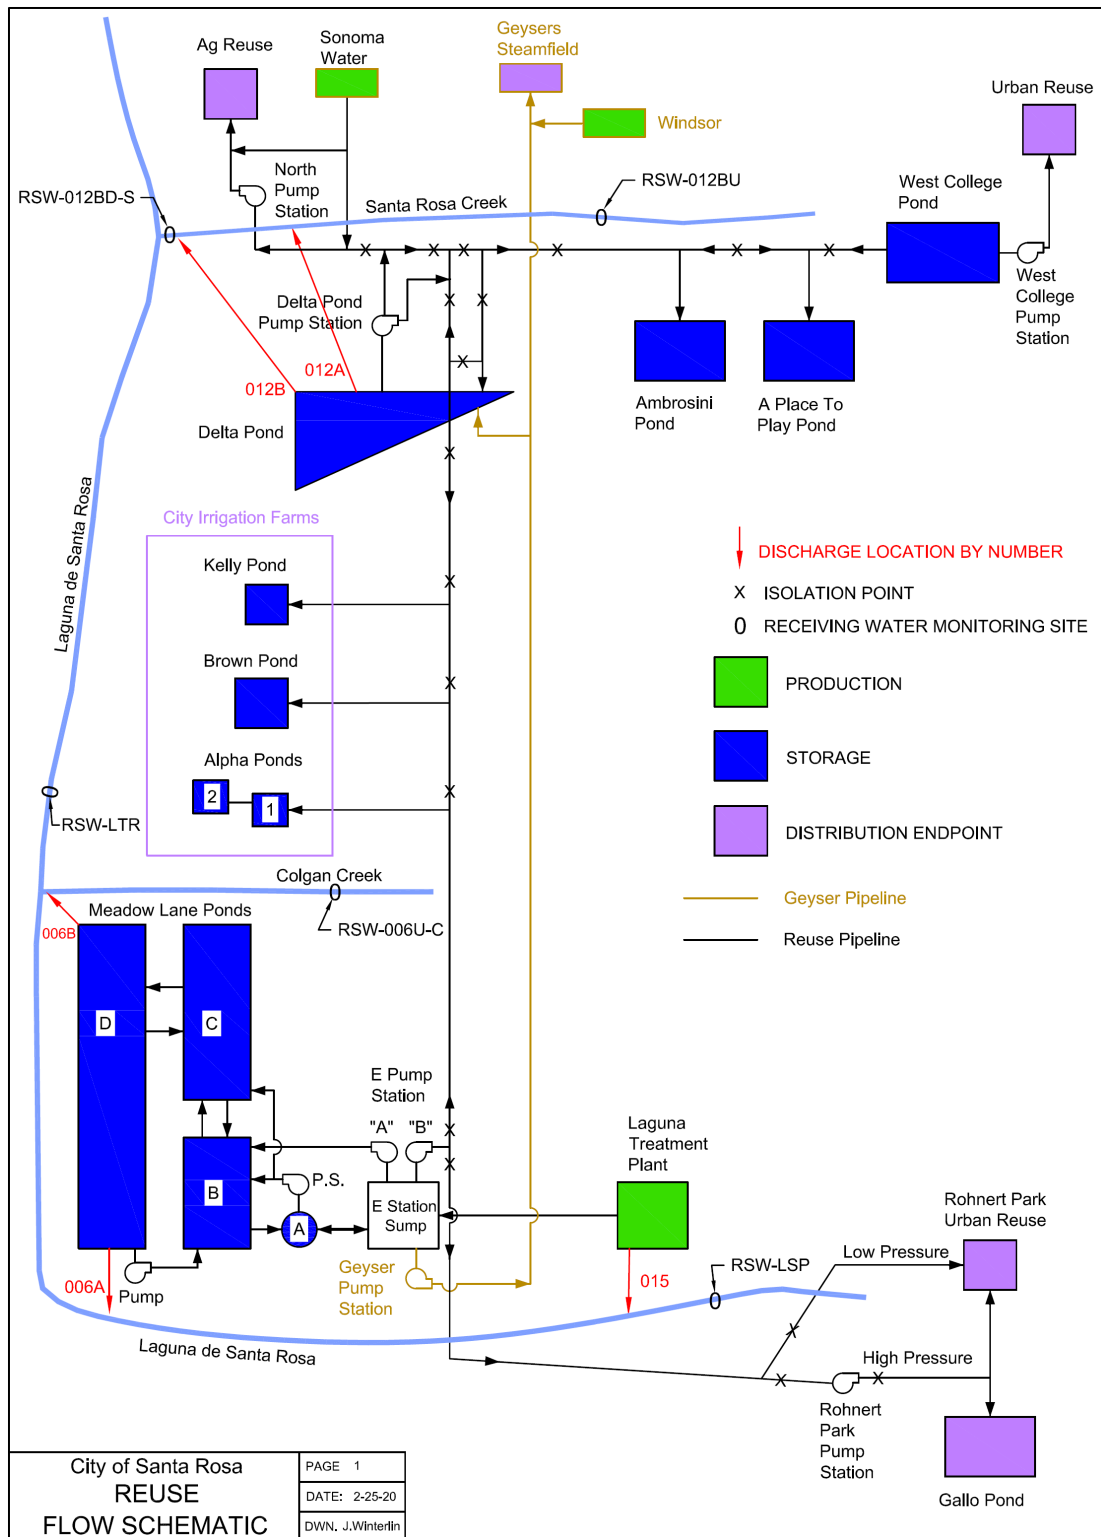 Ag Reuse
Sonoma
Water
Geysers
Steamfield
Windsor
Urban Reuse
RSW-012BD-S
North
Pump
Station
Santa Rosa Creek
RSW-012BU
West College
Pond
West
College
Pump
Station
Delta Pond
Pump Station
012A
012B
Delta Pond
Ambrosini
Pond
A Place To
Play Pond
Laguna de Santa Rosa
City Irrigation Farms
Kelly Pond
Brown Pond
Alpha Ponds
2
1
DISCHARGE LOCATION BY NUMBER
X ISOLATION POINT
0 RECEIVING WATER MONITORING SITE
PRODUCTION
STORAGE
DISTRIBUTION ENDPOINT
Geyser Pipeline
Reuse Pipeline
RSW-LTR
Colgan Creek
RSW-006U-C
Meadow Lane Ponds
006B
D
C
B
A
P.S.
E Pump
Station
"A"
"B"
E Station
Sump
Geyser
Pump
Station
Laguna
Treatment
Plant
015
RSW-LSP
006A
Pump
Laguna de Santa Rosa
Rohnert Park
Urban Reuse
Low Pressure
High Pressure
Rohnert
Park
Pump
Station
Gallo Pond
City of Santa Rosa
REUSE
FLOW SCHEMATIC
PAGE 1
DATE: 2-25-20
DWN. J.Winterlin